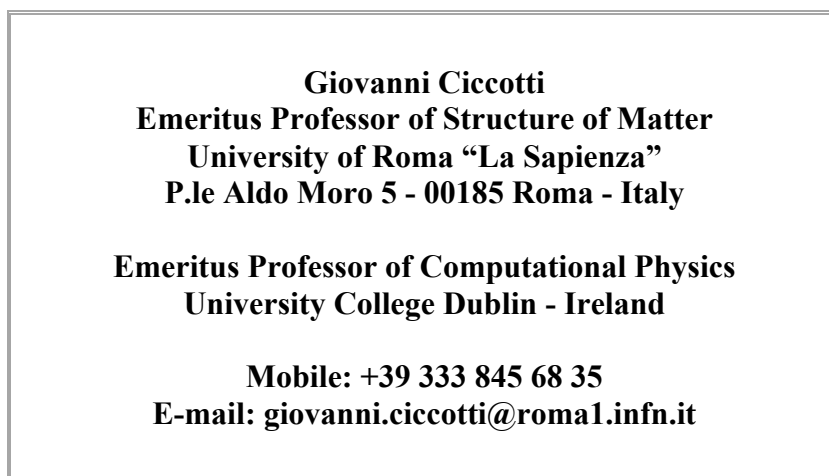 Giovanni Ciccotti
Emeritus Professor of Structure of Matter
University of Roma “La Sapienza”
P.le Aldo Moro 5 - 00185 Roma - Italy
Emeritus Professor of Computational Physics
University College Dublin - Ireland
Mobile: +39 333 845 68 35
E-mail: giovanni.ciccotti@roma1.infn.it